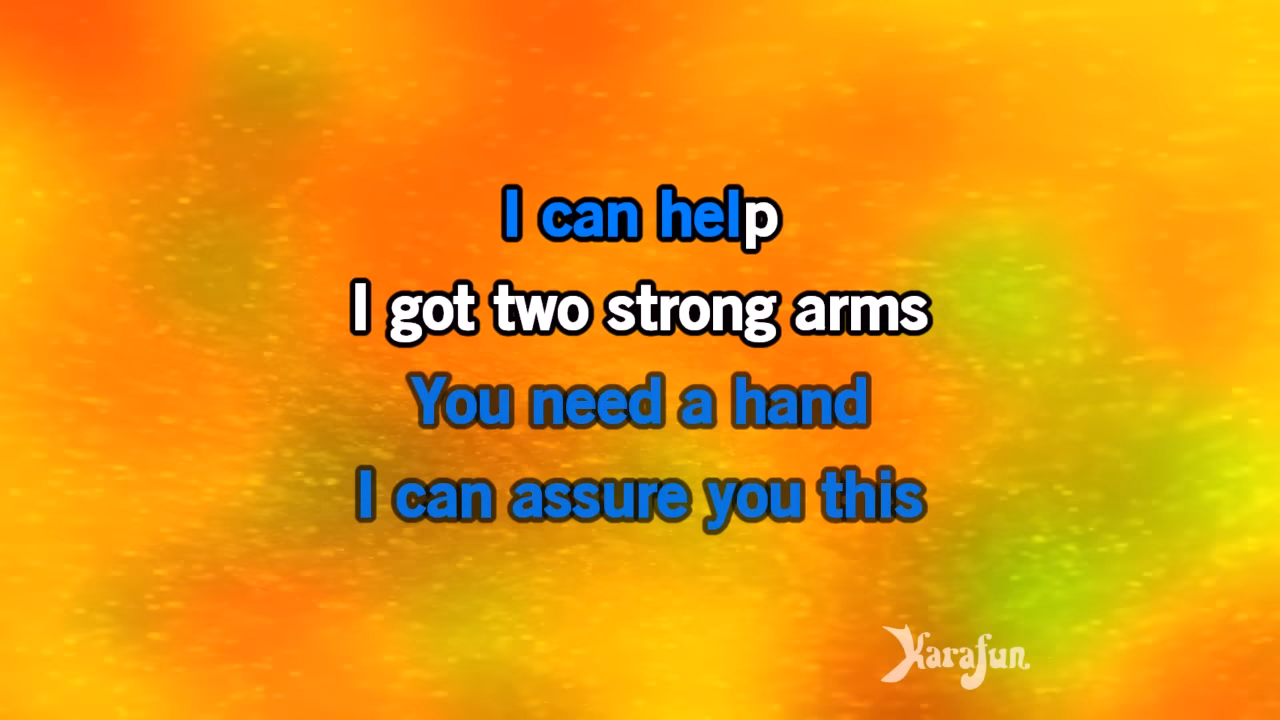 I can help
I got two strong arms
You need a hand
I can assure you this
Karafun